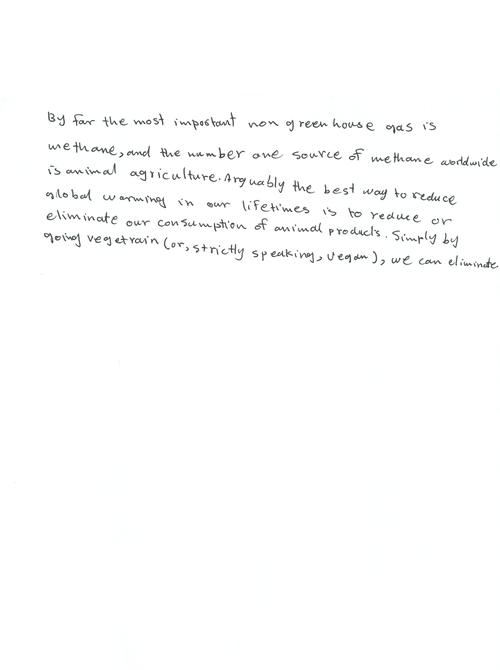 By far the most important non greenhouse gas is
methane, and the number one source of methane worldwide
is animal agriculture. Arguably the best way to reduce
global warming in our lifetimes is to reduce or
eliminate our consumption of animal products. Simply by
going vegetrain (or, strictly speaking, vegan), we can eliminate